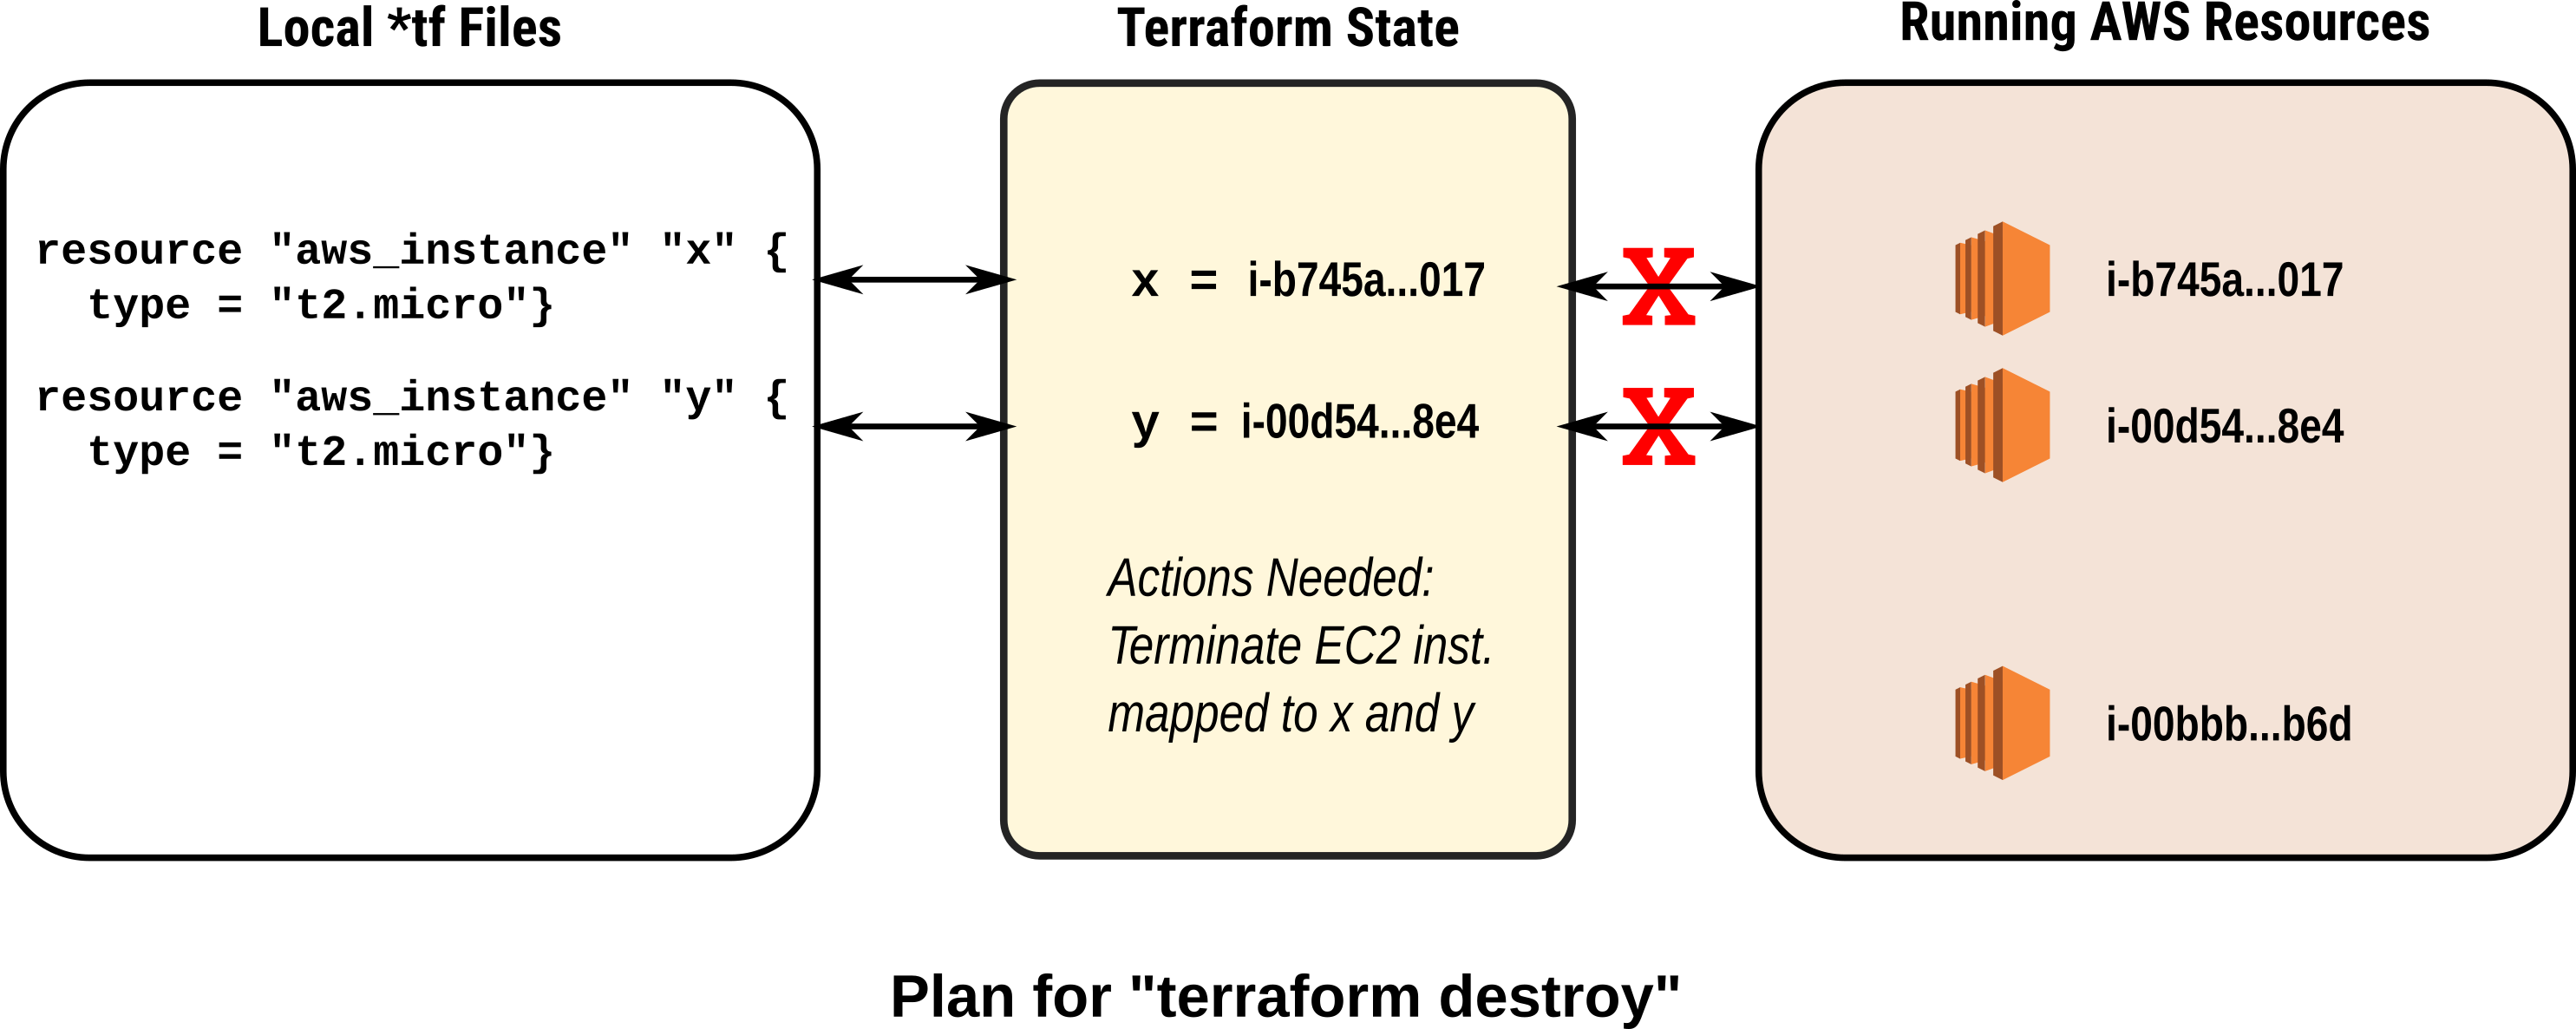 Local *tf Files
Terraform State
Running AWS Resources
resource "aws_instance" "x" {
type = "t2.micro"}
resource "aws_instance" "y" {
type = "t2.micro"}
x = i-b745a...017
y = i-00d54...8e4
Actions Needed:
Terminate EC2 inst.
mapped to x and y
X
X
i-b745a...017
i-00d54...8e4
i-00bbb...b6d
Plan for "terraform destroy"